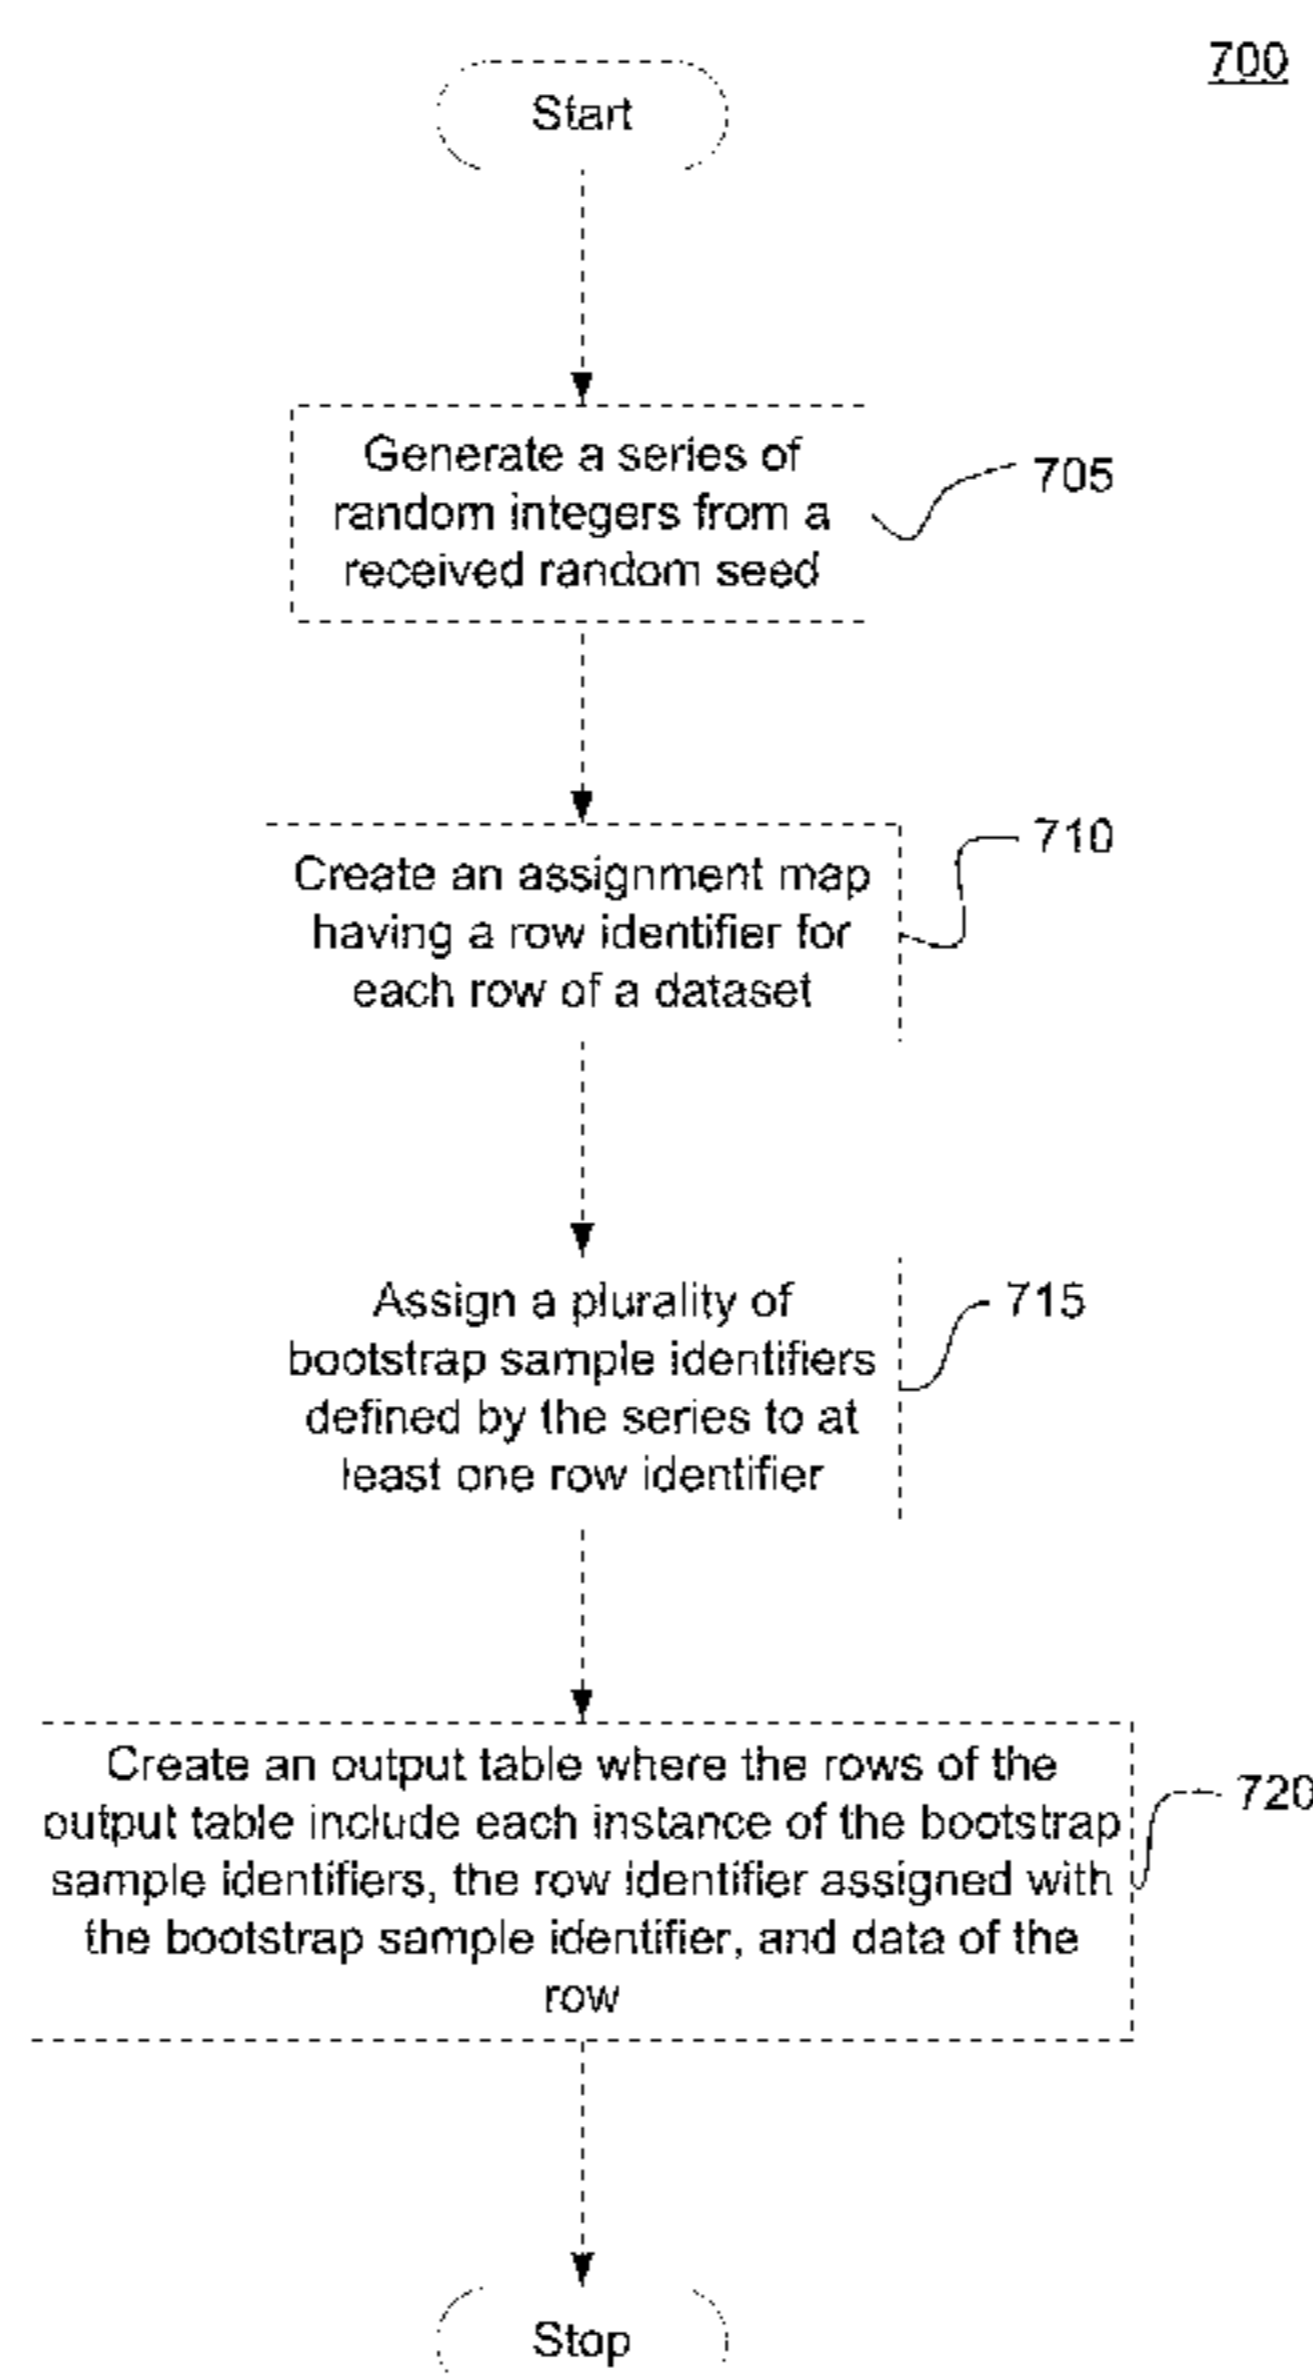 700
Start
Generate a series of
random integers from a
received random seed
705
Create an assignment map
having a row identifier for
each row of a dataset
710
Assign a plurality of
bootstrap sample identifiers
defined by the series to at
least one row identifier
715
Create an output table where the rows of the
output table include each instance of the bootstrap
sample identifiers, the row identifier assigned with
the bootstrap sample identifier, and data of the
row
720
Stop